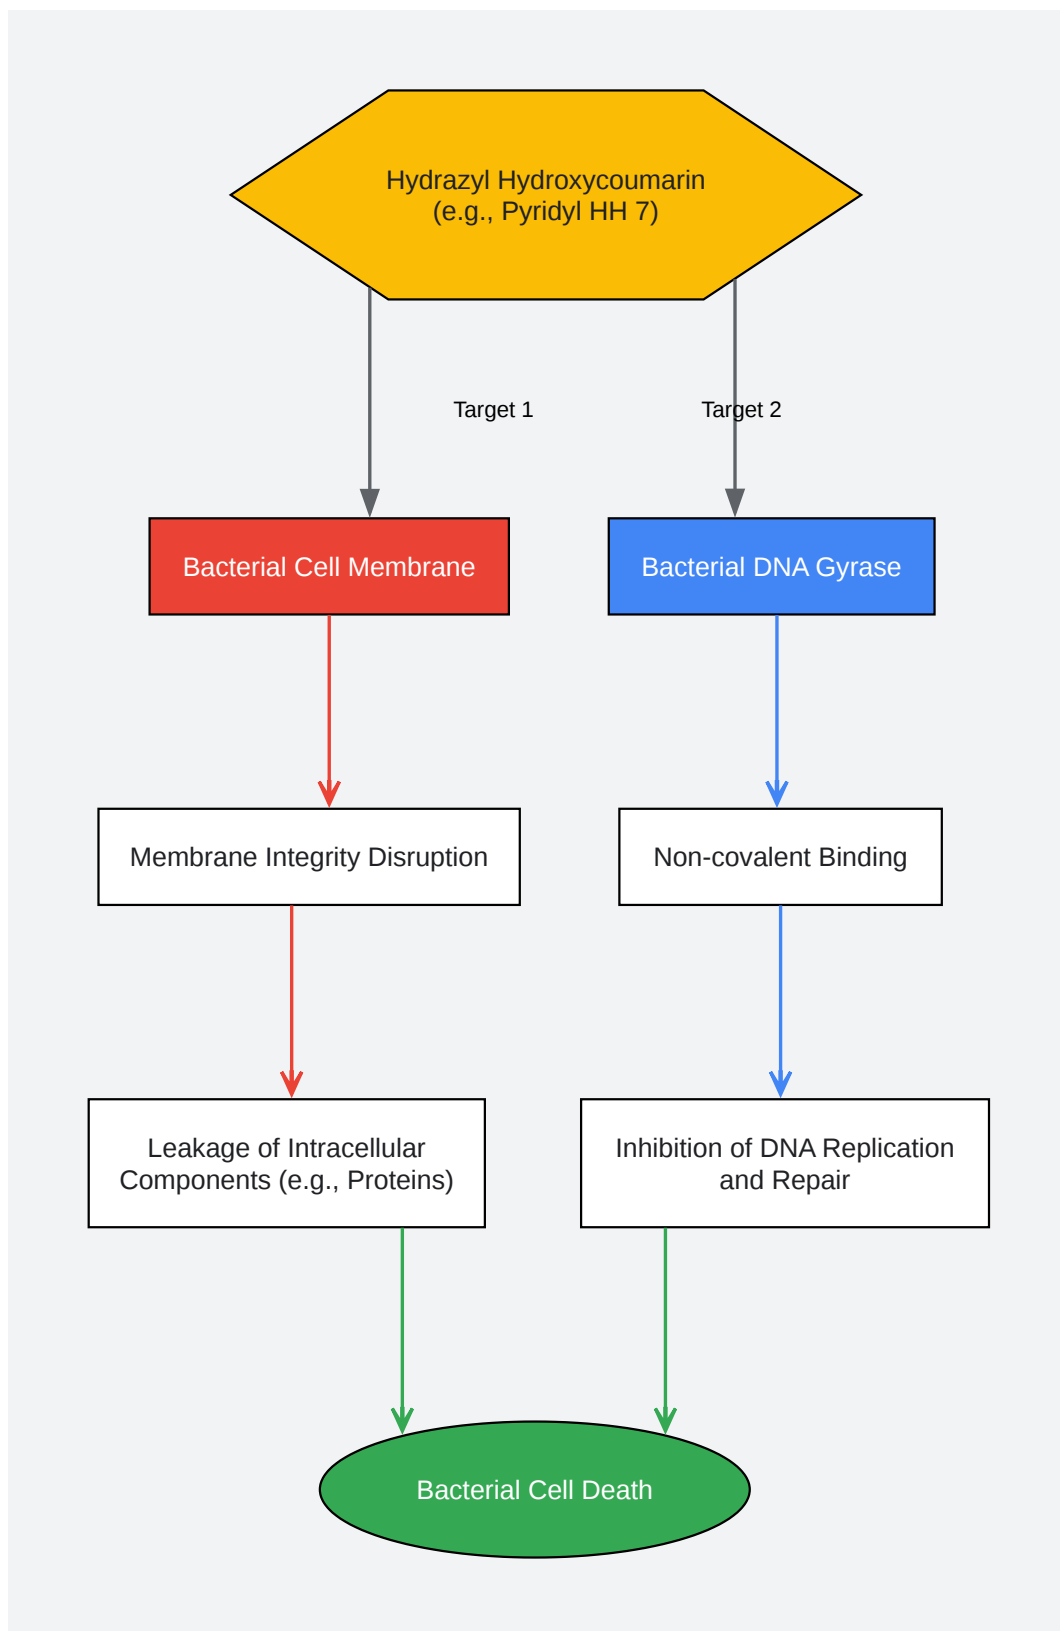 Hydrazyl Hydroxycoumarin
(e.g., Pyridyl HH 7)
Target 1
Target 2
Bacterial Cell Membrane
Bacterial DNA Gyrase
Membrane Integrity Disruption
Non-covalent Binding
Leakage of Intracellular
Components (e.g., Proteins)
Inhibition of DNA Replication
and Repair
Bacterial Cell Death